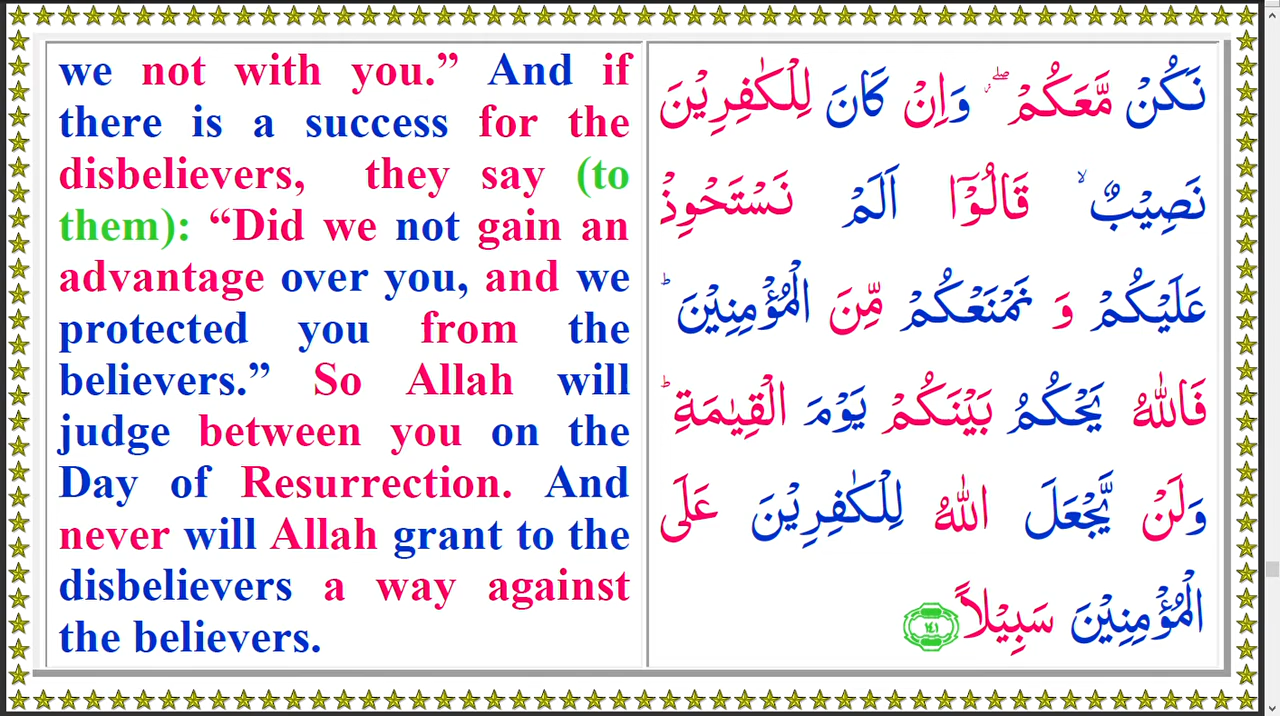 we not with you.” And if
there is a success for the
disbelievers, they say (to
them): “Did we not gain an
advantage over you, and we
protected you from the
believers.” So Allah will
judge between you on the
Day of Resurrection. And
never will Allah grant to the
disbelievers a way against
the believers.
نَكُنْ مَّعَكُمْ ۖ وَاِنْ كَانَ لِلْكٰفِرِيْنَ
نَصِيْبٌ ۙ قَالُوْۤا اَلَمْ نَسْتَحْوِذْ
عَلَيْكُمْ وَ نَمْنَعْكُمْ مِّنَ الْمُؤْمِنِيْنَ ؕ
فَاللّٰهُ يَحْكُمُ بَيْنَكُمْ يَوْمَ الْقِيٰمَةِ ؕ
وَلَنْ يَّجْعَلَ اللّٰهُ لِلْكٰفِرِيْنَ عَلَى
الْمُؤْمِنِيْنَ سَبِيْلاً ۝۱٤۱